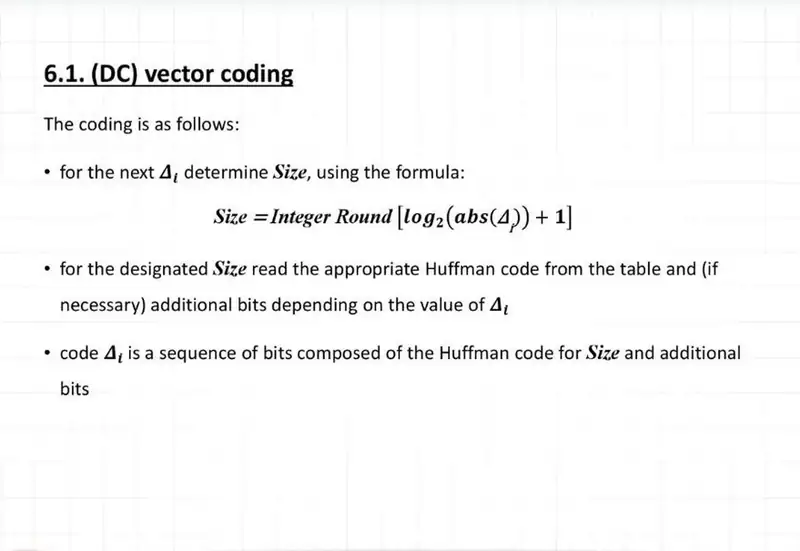 6.1. (DC) vector coding
The coding is as follows:
• for the next Δᵢ determine Size, using the formula:
Size = Integer Round [log₂(abs(Δᵢ)) + 1]
• for the designated Size read the appropriate Huffman code from the table and (if
necessary) additional bits depending on the value of Δᵢ
• code Δᵢ is a sequence of bits composed of the Huffman code for Size and additional
bits